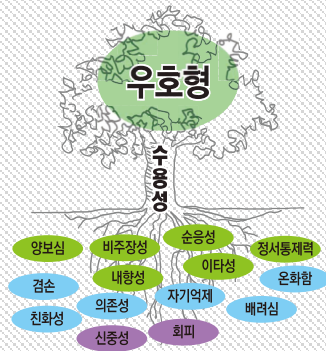 우호형
수용성
양보심
비주장성
순응성
정서통제력
겸손
내향성
이타성
온화함
친화성
의존성
자기억제
배려심
신중성
회피